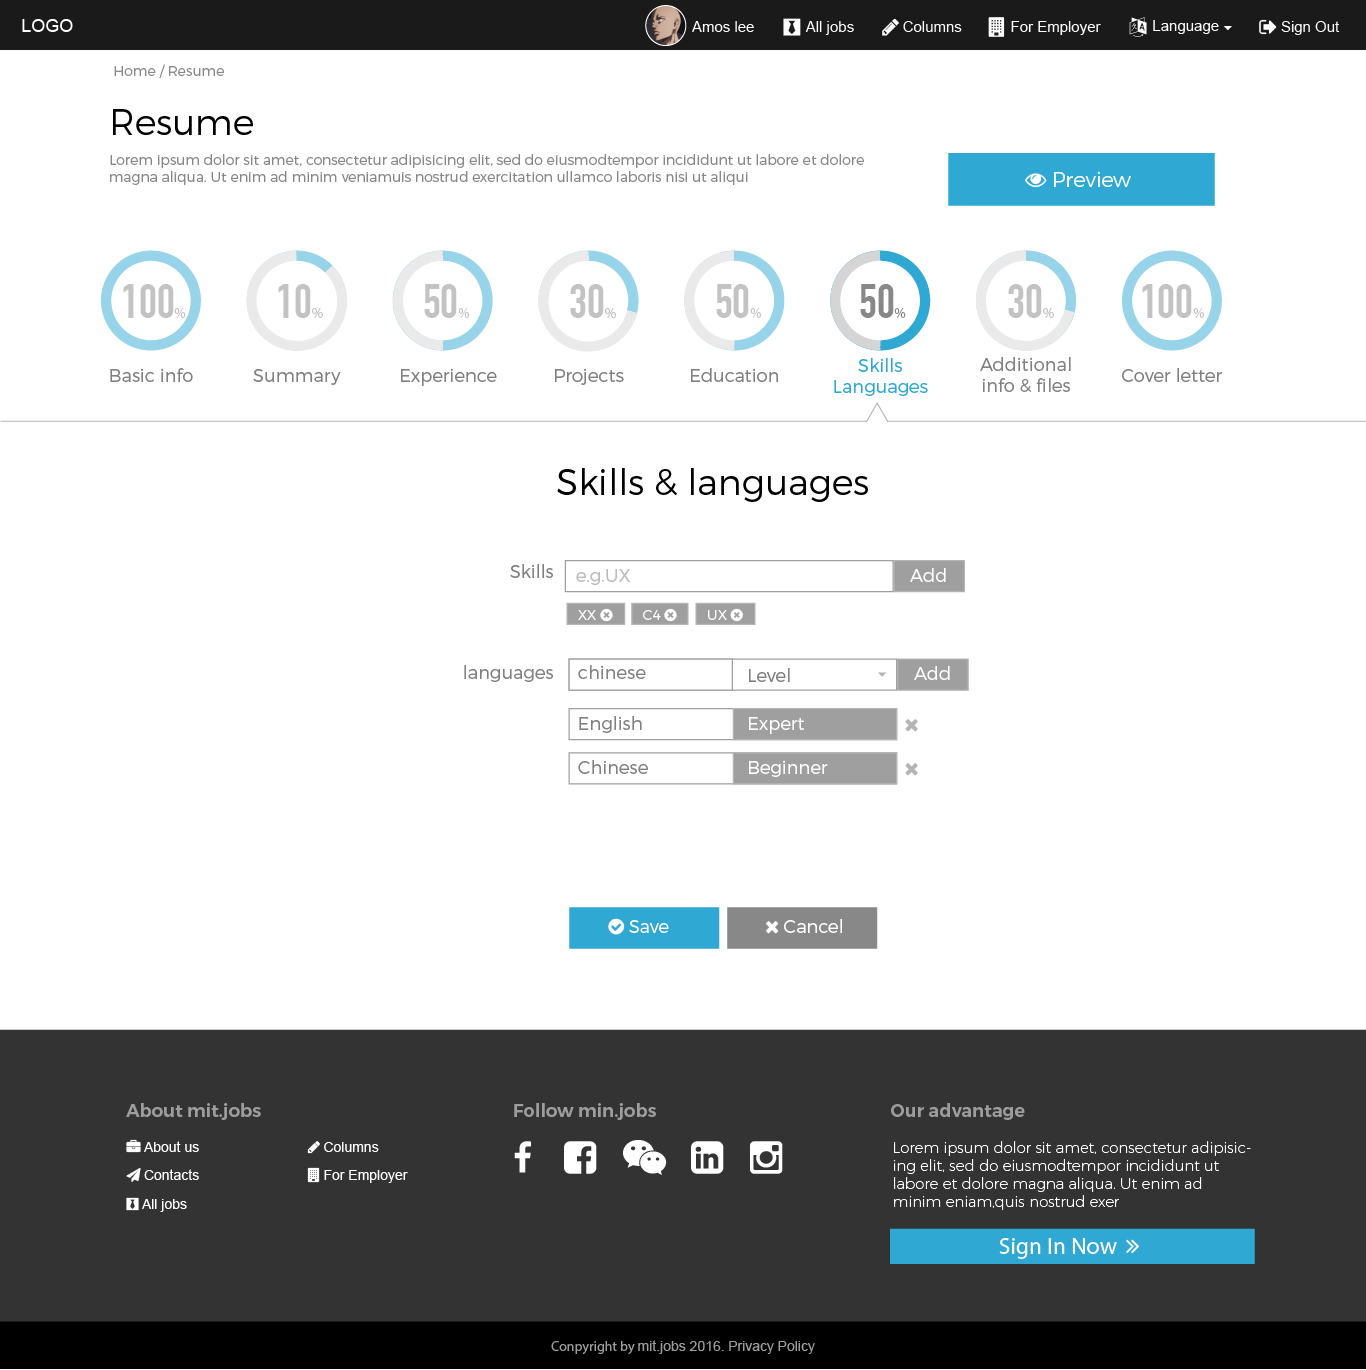 LOGO
Amos lee
All jobs
Columns
For Employer
Language
Sign Out
Home / Resume
Resume
Lorem ipsum dolor sit amet, consectetur adipisicing elit, sed do eiusmodtempor incididunt ut labore et dolore
magna aliqua. Ut enim ad minim veniamuis nostrud exercitation ullamco laboris nisi ut aliqui
Preview
100%
10%
50%
30%
50%
50%
30%
100%
Basic info
Summary
Experience
Projects
Education
Skills
Languages
Additional
info & files
Cover letter
Skills & languages
Skills
e.g.UX
Add
XX
C4
UX
languages
chinese
Level
Add
English
Expert
Chinese
Beginner
Save
Cancel
About mit.jobs
About us
Columns
Contacts
For Employer
All jobs
Follow min.jobs
Our advantage
Lorem ipsum dolor sit amet, consectetur adipisic-
ing elit, sed do eiusmodtempor incididunt ut
labore et dolore magna aliqua. Ut enim ad
minim eniam,quis nostrud exer
Sign In Now
Conpyright by mit.jobs 2016. Privacy Policy